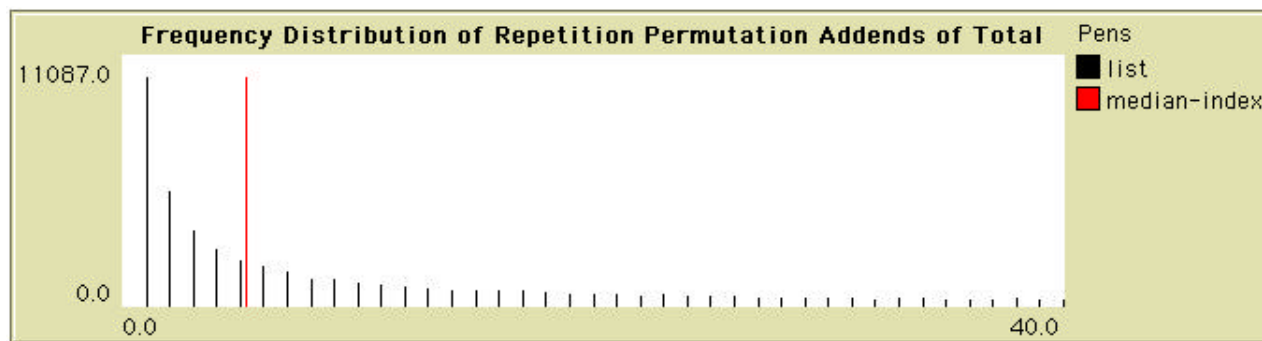 Frequency Distribution of Repetition Permutation Addends of Total
Pens
11087.0
list
median-index
0.0
0.0
40.0